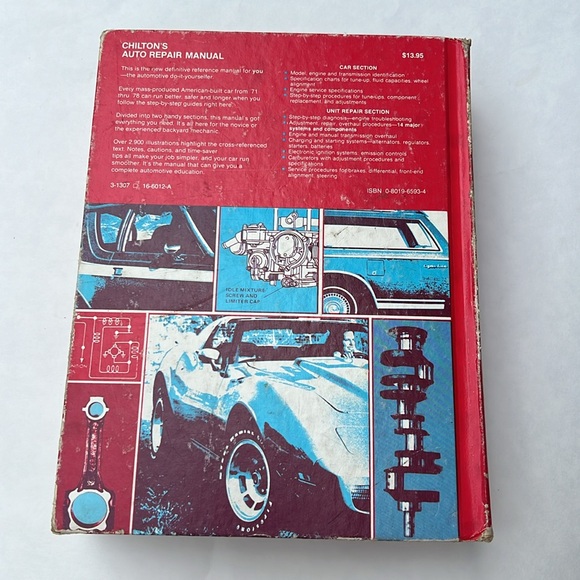 CHILTON'S
AUTO REPAIR MANUAL
$13.95
This is the new definitive reference manual for you
—the automotive do-it-yourselfer.
Every mass-produced American-built car from '71
thru '78 can run better, safer and longer when you
follow the step-by-step guides right here.
Divided into two handy sections, this manual's got
everything you need. It's all here for the novice or
the experienced backyard mechanic.
Over 2,900 illustrations highlight the cross-referenced
text. Notes, cautions, and time-saver
tips all make your job simpler, and your car run
smoother. It's the manual that can give you a
complete automotive education.
3-1307 16-8012-A
CAR SECTION
Model, engine and transmission identification
Specification charts for tune-up, fluid capacities, wheel
alignment
Engine service specifications
Step-by-step procedures for tune-ups, component
replacement, and adjustments
UNIT REPAIR SECTION
Step-by-step diagnosis—engine troubleshooting
Adjustment, repair, overhaul procedures—14 major
systems and components
Engine and manual transmission overhaul
Charging and starting systems—alternators, regulators,
starters, batteries
Electronic ignition systems, emission controls
Carburetors with adjustment procedures and
specifications
Service procedures for brakes, differential, front-end
alignment, steering
ISBN 0-8019-6593-4
IDLE MIXTURE
SCREW AND
LIMITER CAP